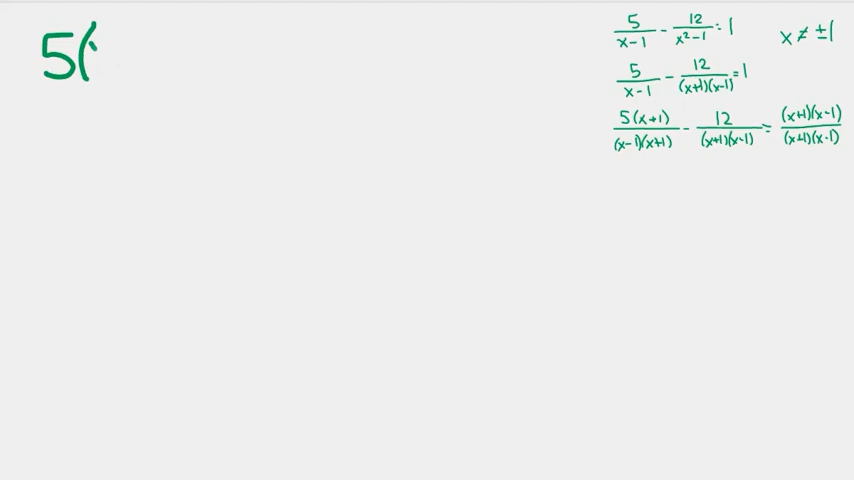 5(
5/(x-1) - 12/(x²-1) = 1 x ≠ ±1
5/(x-1) - 12/((x+1)(x-1)) = 1
5(x+1)/((x-1)(x+1)) - 12/((x+1)(x-1)) = (x+1)(x-1)/((x+1)(x-1))